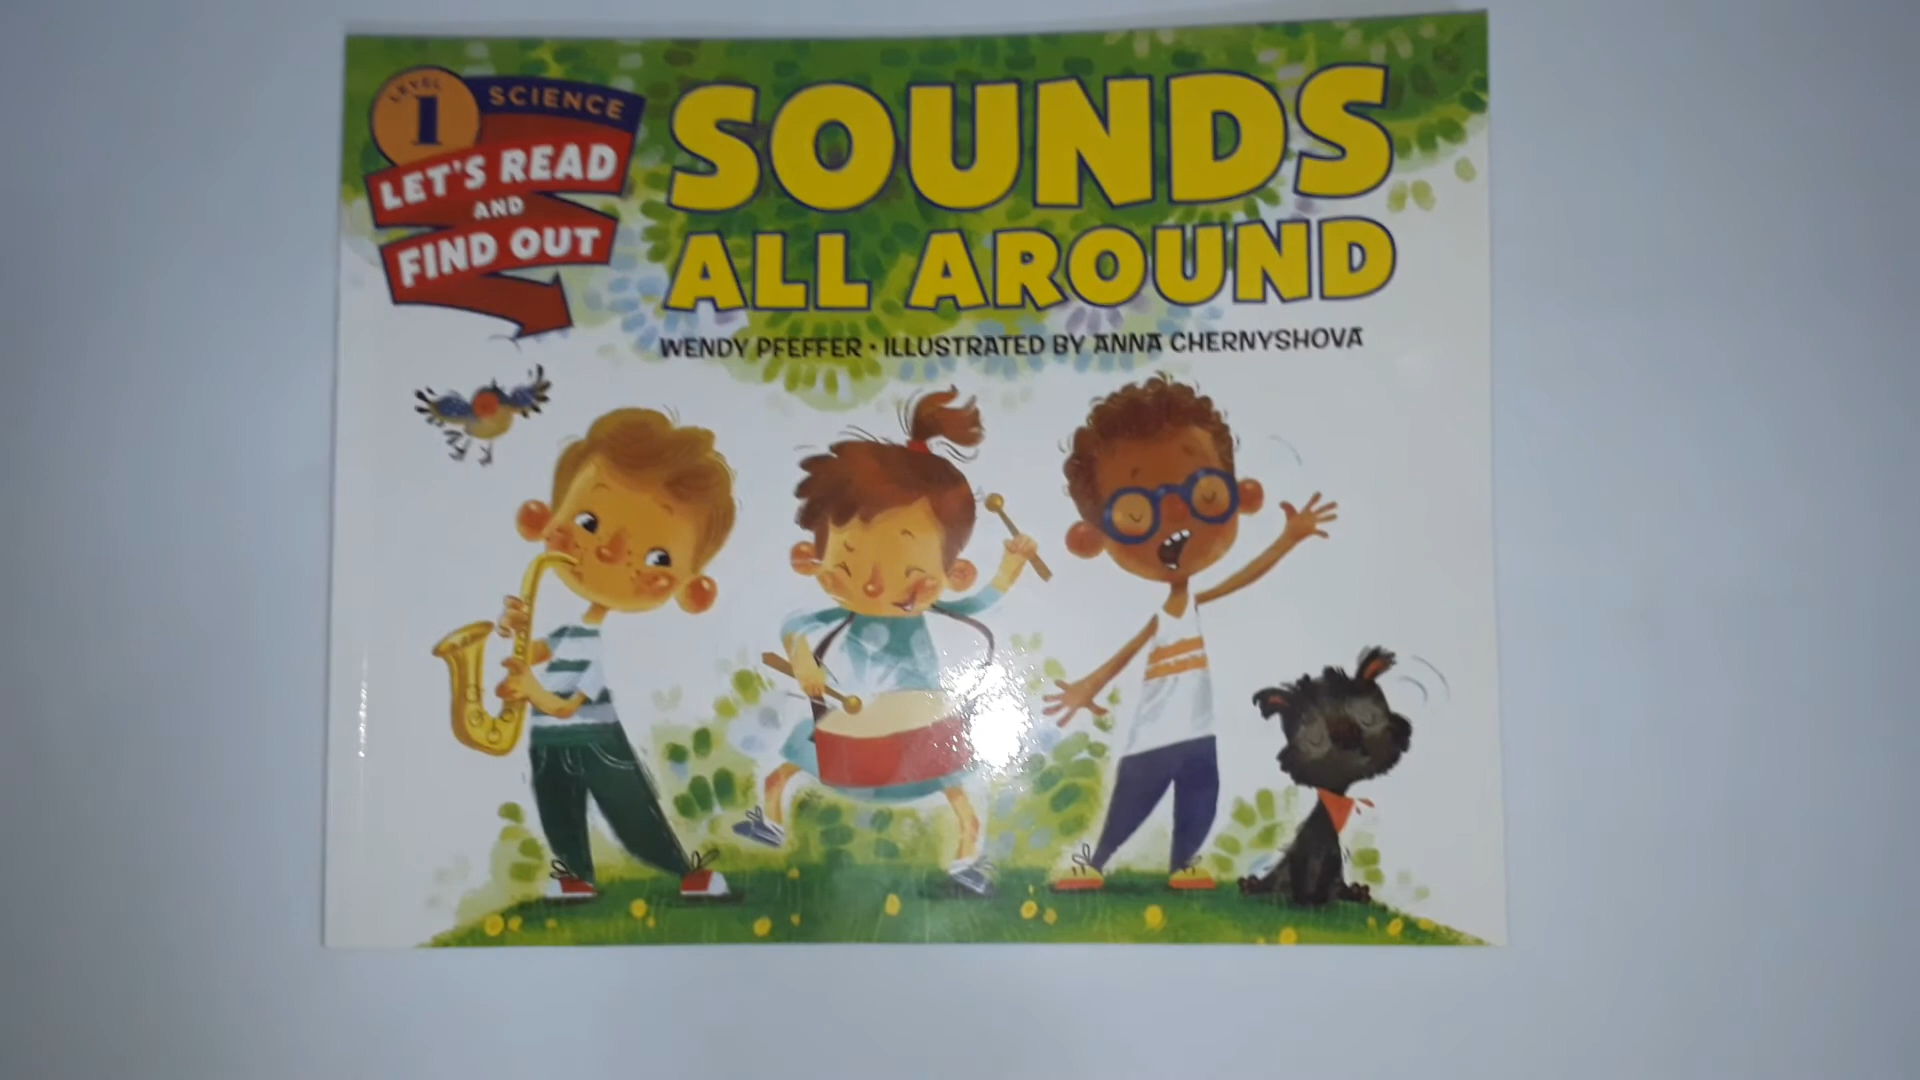 LEVEL
1
SCIENCE
LET'S READ
AND
FIND OUT
SOUNDS
ALL AROUND
WENDY PFEFFER • ILLUSTRATED BY ANNA CHERNYSHOVA